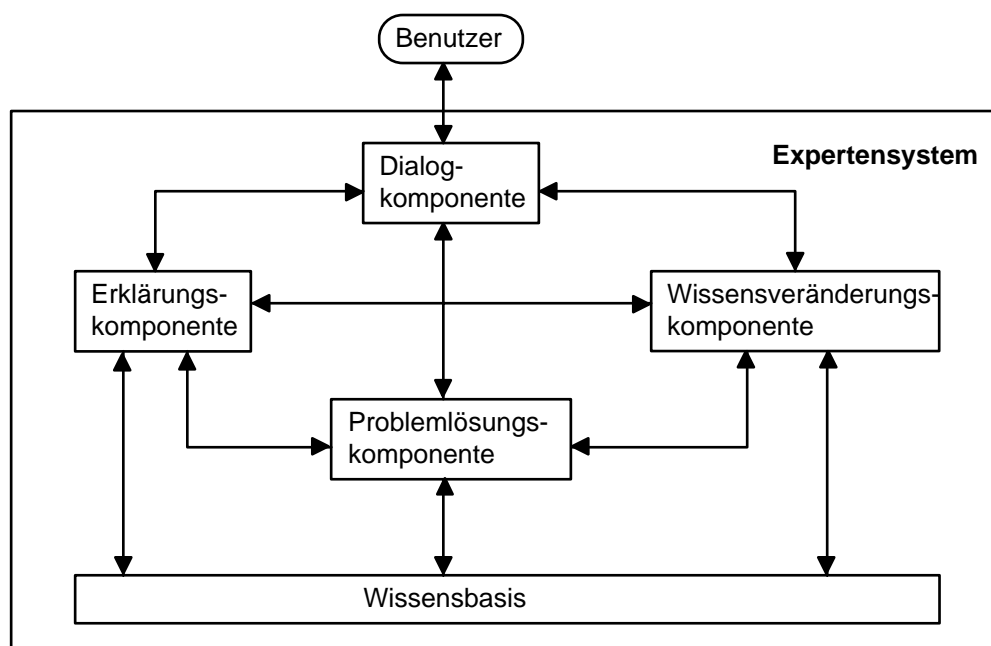 Benutzer
Expertensystem
Dialog-
komponente
Erklärungs-
komponente
Wissensveränderungs-
komponente
Problemlösungs-
komponente
Wissensbasis